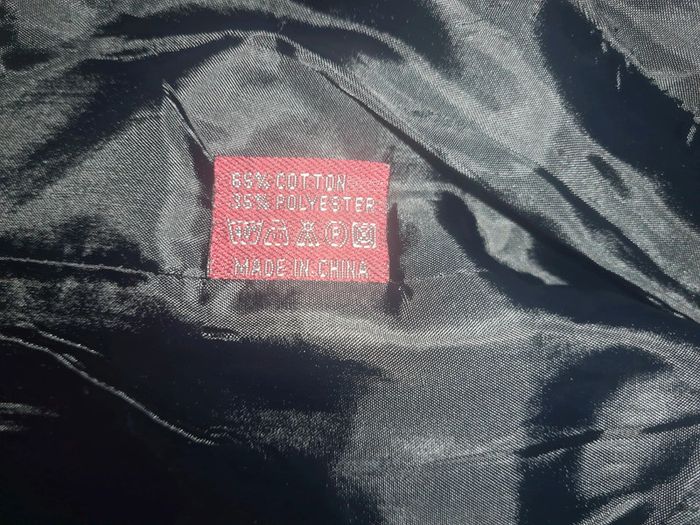 65% COTTON
35% POLYESTER
MADE IN CHINA